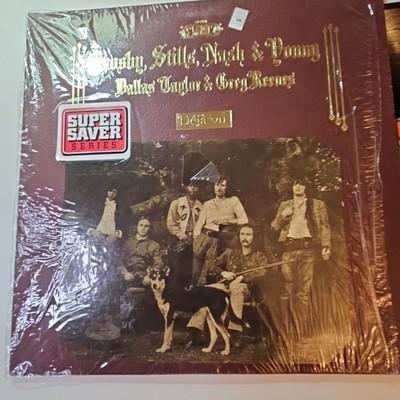 Crosby, Stills, Nash & Young
Dallas Taylor & Greg Reeves
Déjà vu
SUPER
SAVER
SERIES